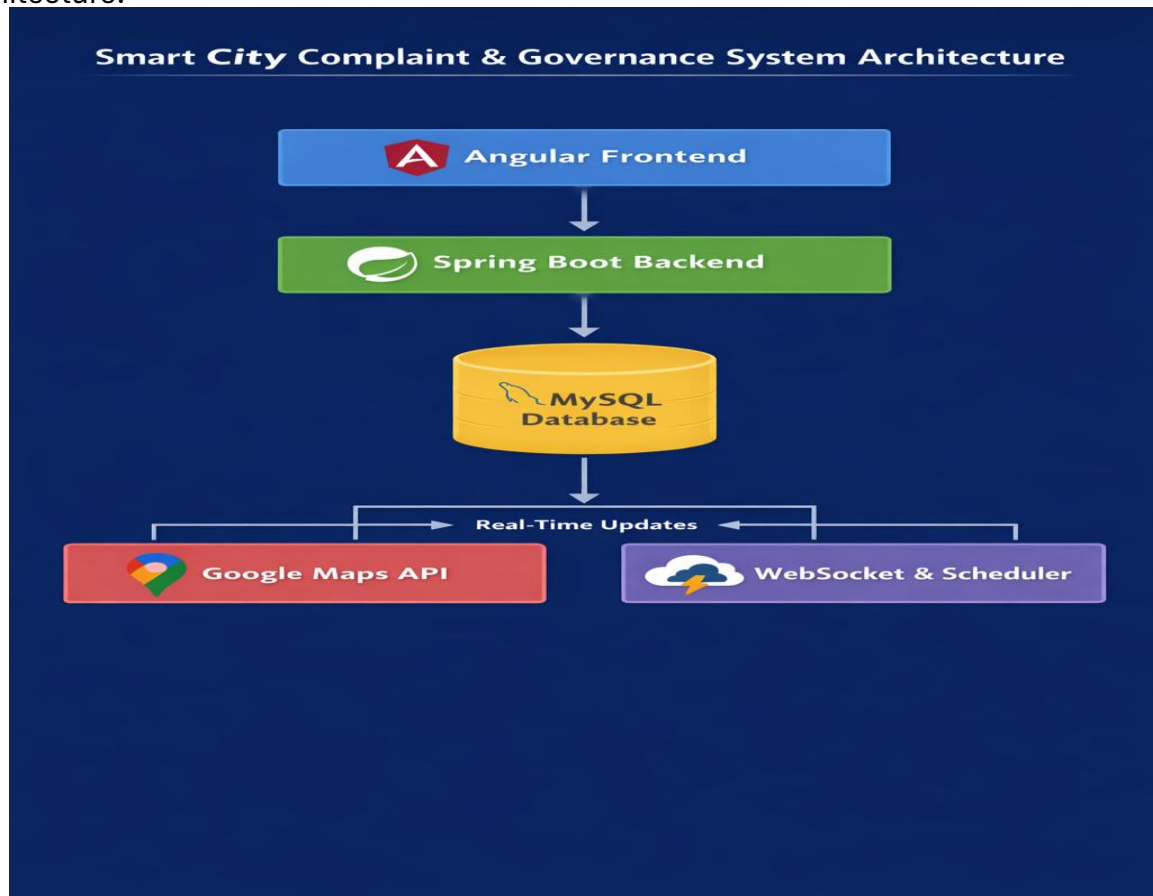 itecture.
Smart City Complaint & Governance System Architecture
Angular Frontend
Spring Boot Backend
MySQL
Database
Real-Time Updates
Google Maps API
WebSocket & Scheduler